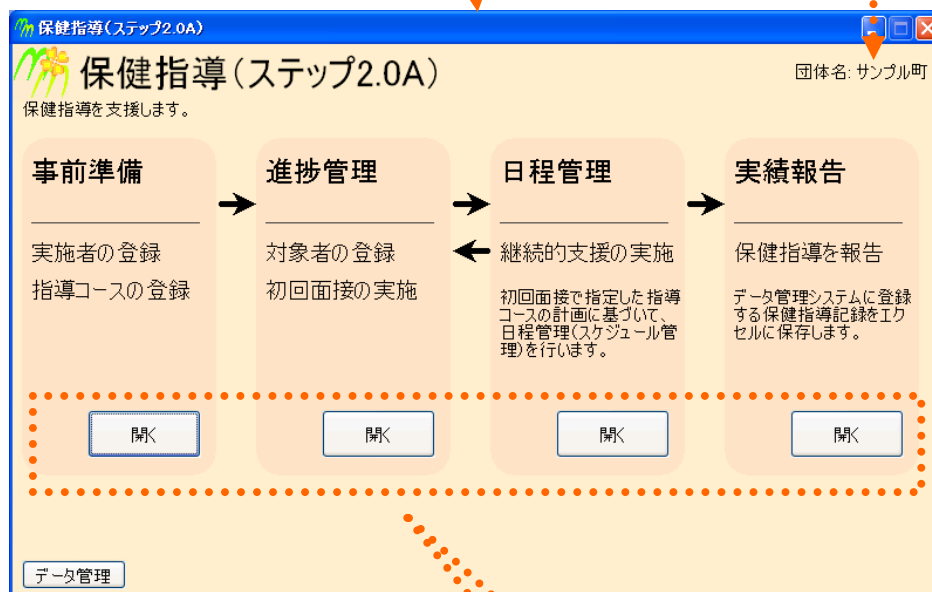 保健指導(ステップ2.0A)
保健指導(ステップ2.0A)
団体名: サンプル町
保健指導を支援します。
事前準備
実施者の登録
指導コースの登録
開く
進捗管理
対象者の登録
初回面接の実施
開く
日程管理
継続的支援の実施
初回面接で指定した指導
コースの計画に基づいて、
日程管理(スケジュール管
理)を行います。
開く
実績報告
保健指導を報告
データ管理システムに登録
する保健指導記録をエク
セルに保存します。
開く
データ管理